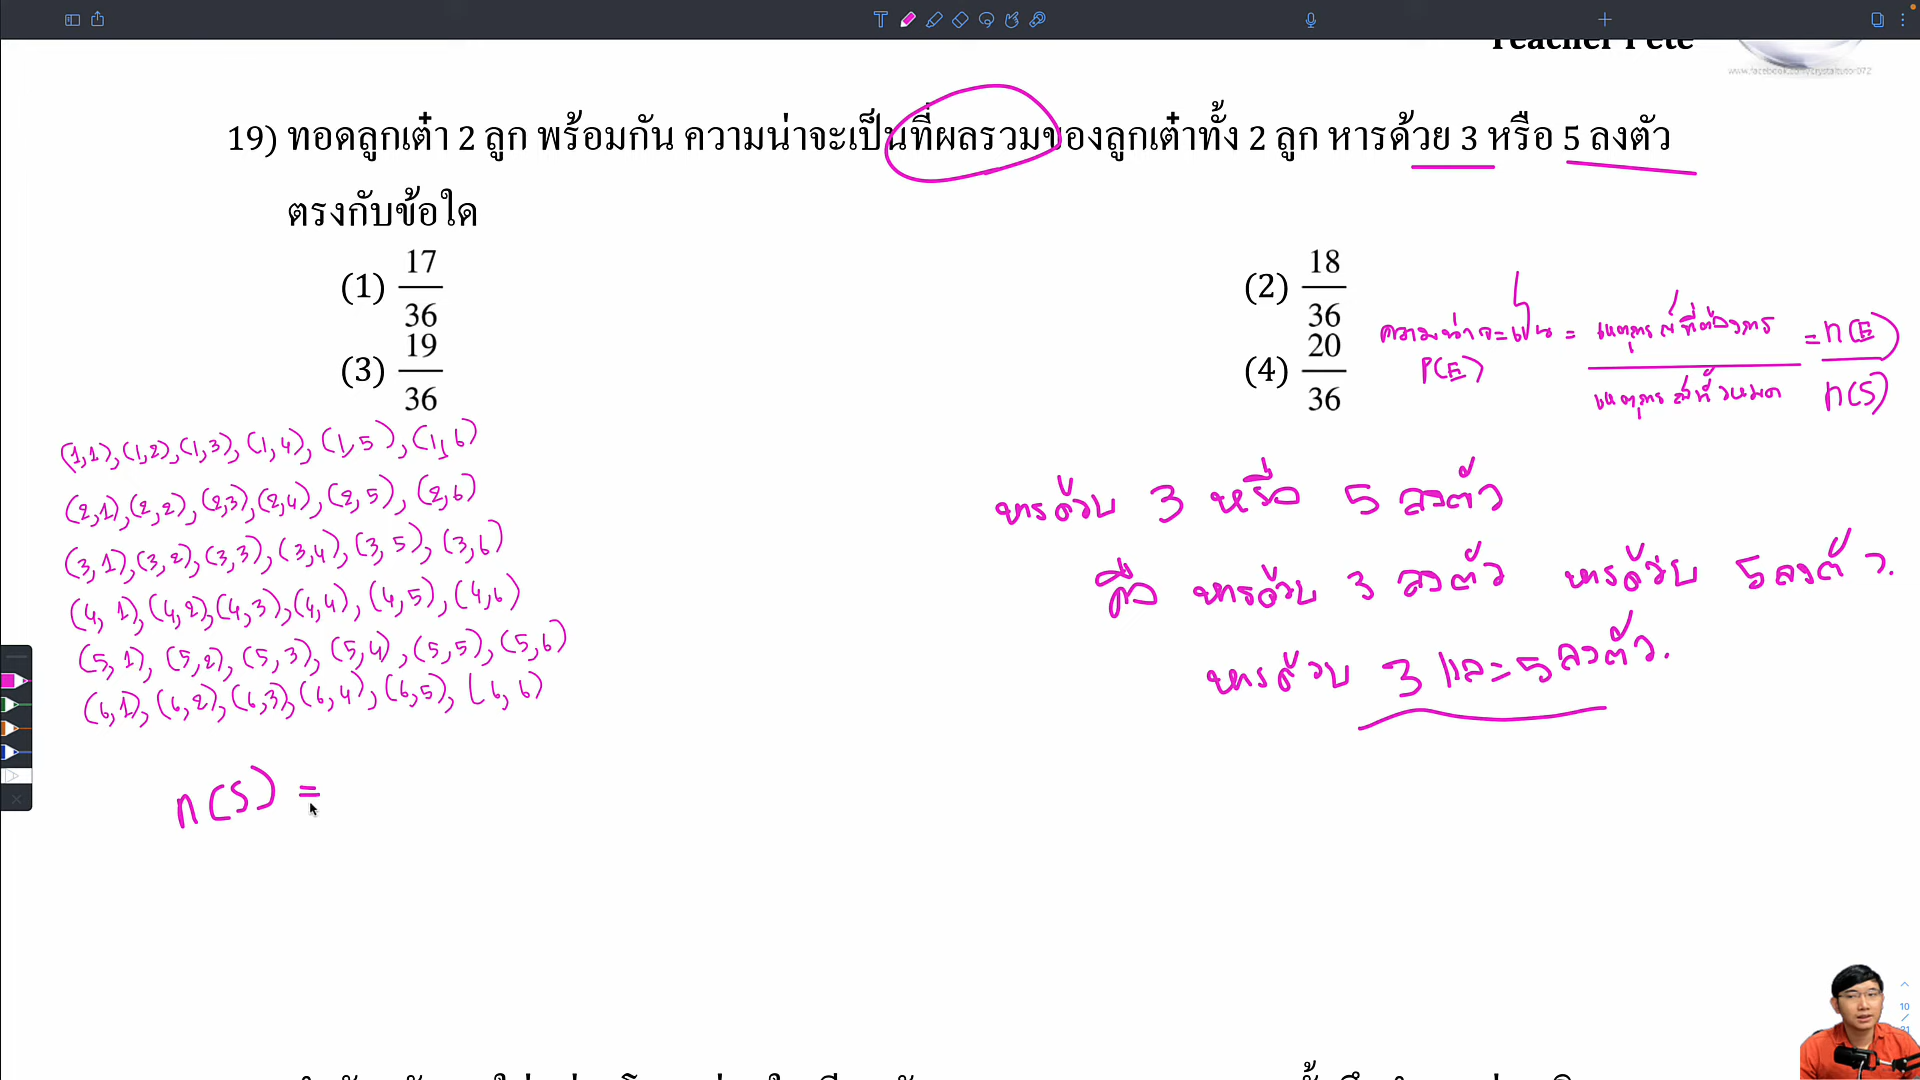 Teacher Pete
www.facebook.com/crystaltutor072
19) ทอดลูกเต๋า 2 ลูก พร้อมกัน ความน่าจะเป็นที่ผลรวมของลูกเต๋าทั้ง 2 ลูก หารด้วย 3 หรือ 5 ลงตัว
ตรงกับข้อใด
(1) 17/36
(2) 18/36
(3) 19/36
(4) 20/36
ความน่าจะเป็น = เหตุการณ์ที่ต้องการ = n(E)
P(E) เหตุการณ์ทั้งหมด n(S)
(1,1),(1,2),(1,3),(1,4),(1,5),(1,6)
(2,1),(2,2),(2,3),(2,4),(2,5),(2,6)
(3,1),(3,2),(3,3),(3,4),(3,5),(3,6)
(4,1),(4,2),(4,3),(4,4),(4,5),(4,6)
(5,1),(5,2),(5,3),(5,4),(5,5),(5,6)
(6,1),(6,2),(6,3),(6,4),(6,5),(6,6)
หารด้วย 3 หรือ 5 ลงตัว
คือ หารด้วย 3 ลงตัว หารด้วย 5 ลงตัว.
หารด้วย 3 และ 5 ลงตัว.
n(S) =
10
/
21